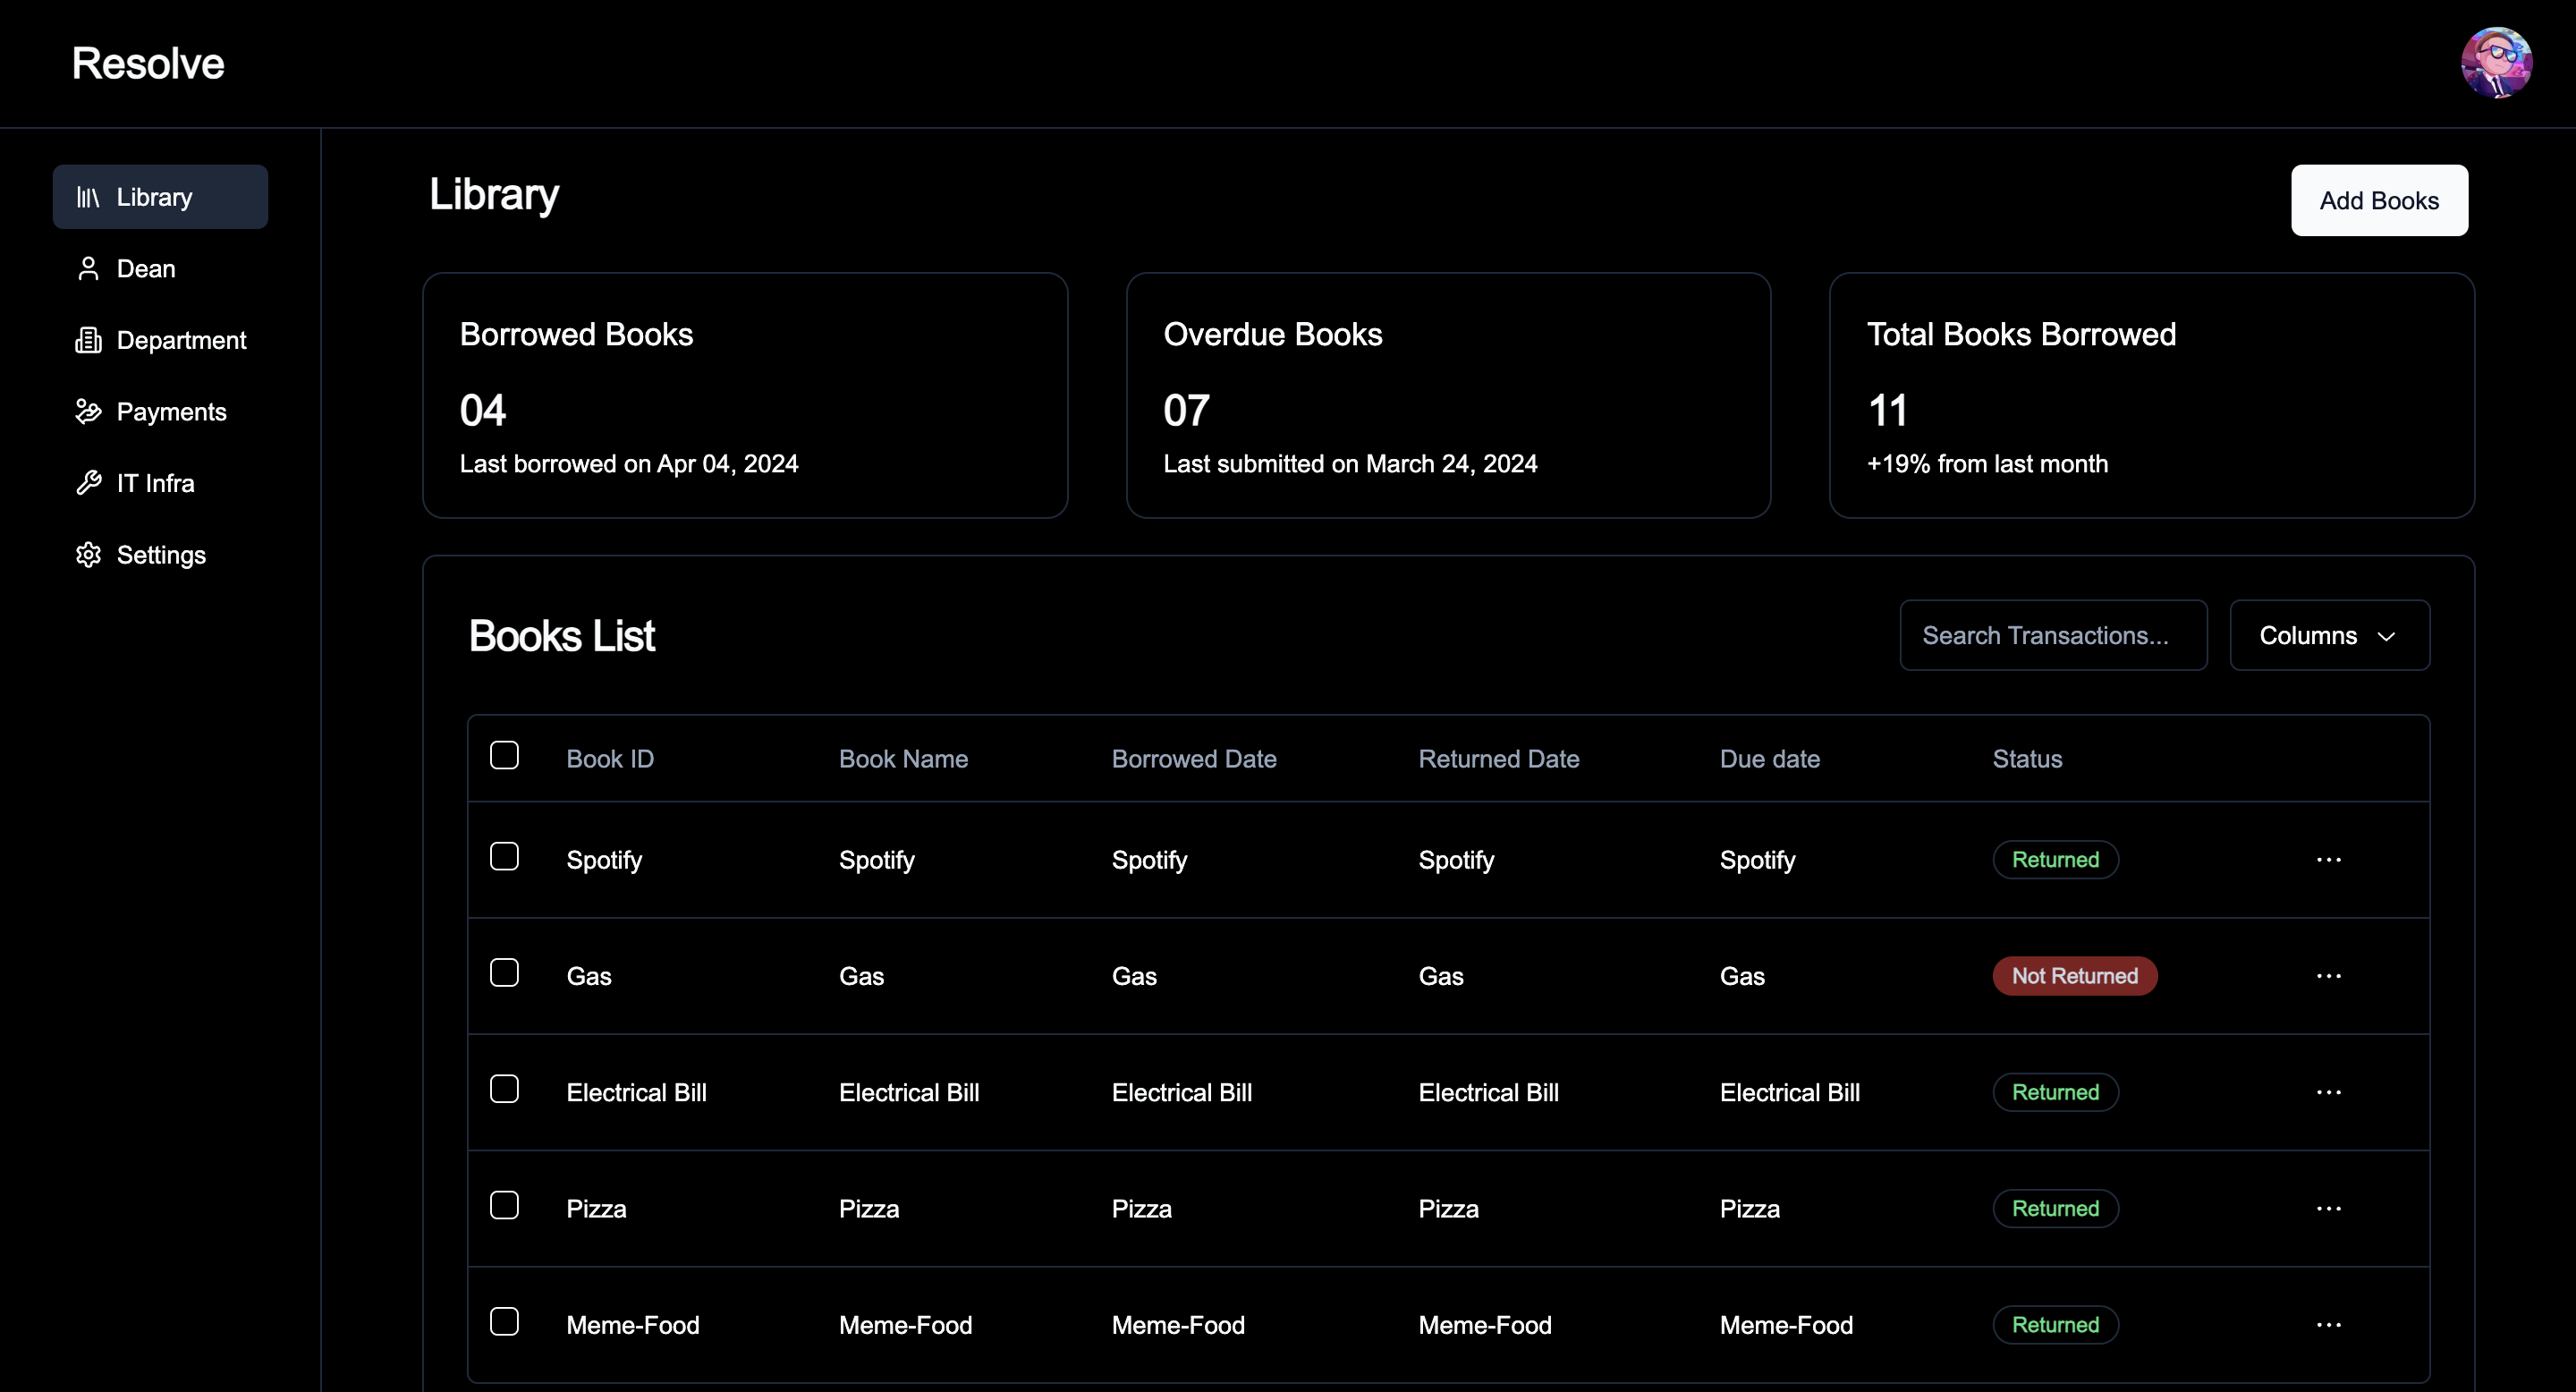 Resolve
Library
Dean
Department
Payments
IT Infra
Settings
Library
Add Books
Borrowed Books
04
Last borrowed on Apr 04, 2024
Overdue Books
07
Last submitted on March 24, 2024
Total Books Borrowed
11
+19% from last month
Books List
Search Transactions...
Columns
Book ID Book Name Borrowed Date Returned Date Due date Status
Spotify Spotify Spotify Spotify Spotify Returned
Gas Gas Gas Gas Gas Not Returned
Electrical Bill Electrical Bill Electrical Bill Electrical Bill Electrical Bill Returned
Pizza Pizza Pizza Pizza Pizza Returned
Meme-Food Meme-Food Meme-Food Meme-Food Meme-Food Returned